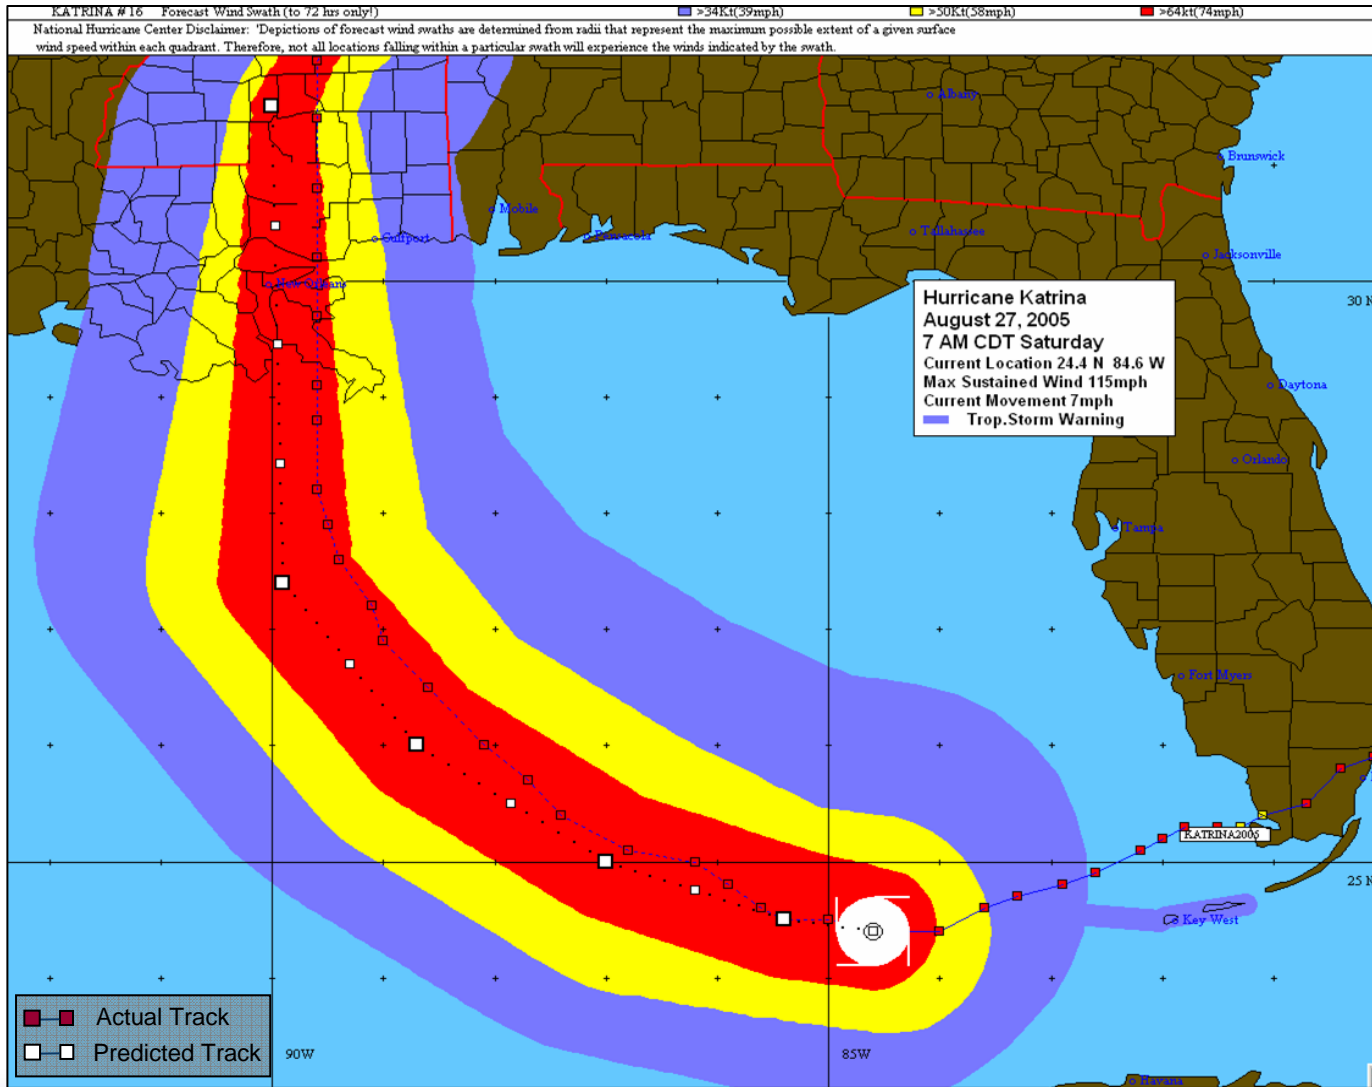 KATRINA # 16 Forecast Wind Swath (to 72 hrs only!) >34Kt(39mph) >50Kt(58mph) >64kt(74mph)
National Hurricane Center Disclaimer: 'Depictions of forecast wind swaths are determined from radii that represent the maximum possible extent of a given surface
wind speed within each quadrant. Therefore, not all locations falling within a particular swath will experience the winds indicated by the swath.
Albany
Brunswick
Mobile
Gulfport
Pensacola
Tallahassee
Jacksonville
New Orleans
30 N
Hurricane Katrina
August 27, 2005
7 AM CDT Saturday
Current Location 24.4 N 84.6 W
Max Sustained Wind 115mph
Current Movement 7mph
Trop.Storm Warning
Daytona
Orlando
Tampa
Fort Myers
KATRINA2005
25 N
Key West
Actual Track
Predicted Track
90W
85W
Havana